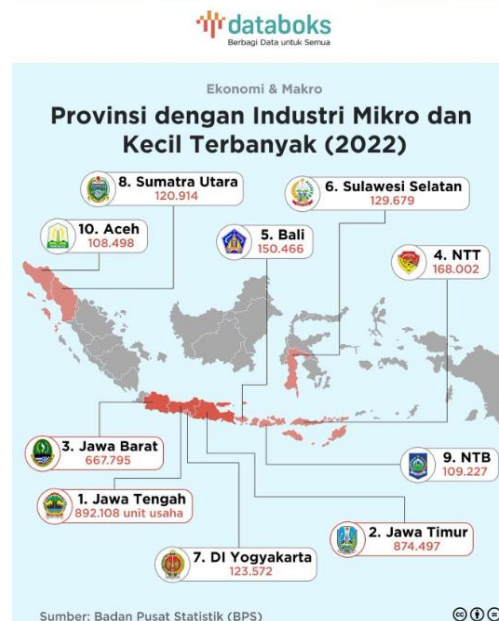 databoks
Berbagi Data untuk Semua
Ekonomi & Makro
Provinsi dengan Industri Mikro dan
Kecil Terbanyak (2022)
8. Sumatra Utara
120.914
6. Sulawesi Selatan
129.679
10. Aceh
108.498
5. Bali
150.466
4. NTT
168.002
3. Jawa Barat
667.795
9. NTB
109.227
1. Jawa Tengah
892.108 unit usaha
2. Jawa Timur
874.497
7. DI Yogyakarta
123.572
Sumber: Badan Pusat Statistik (BPS)